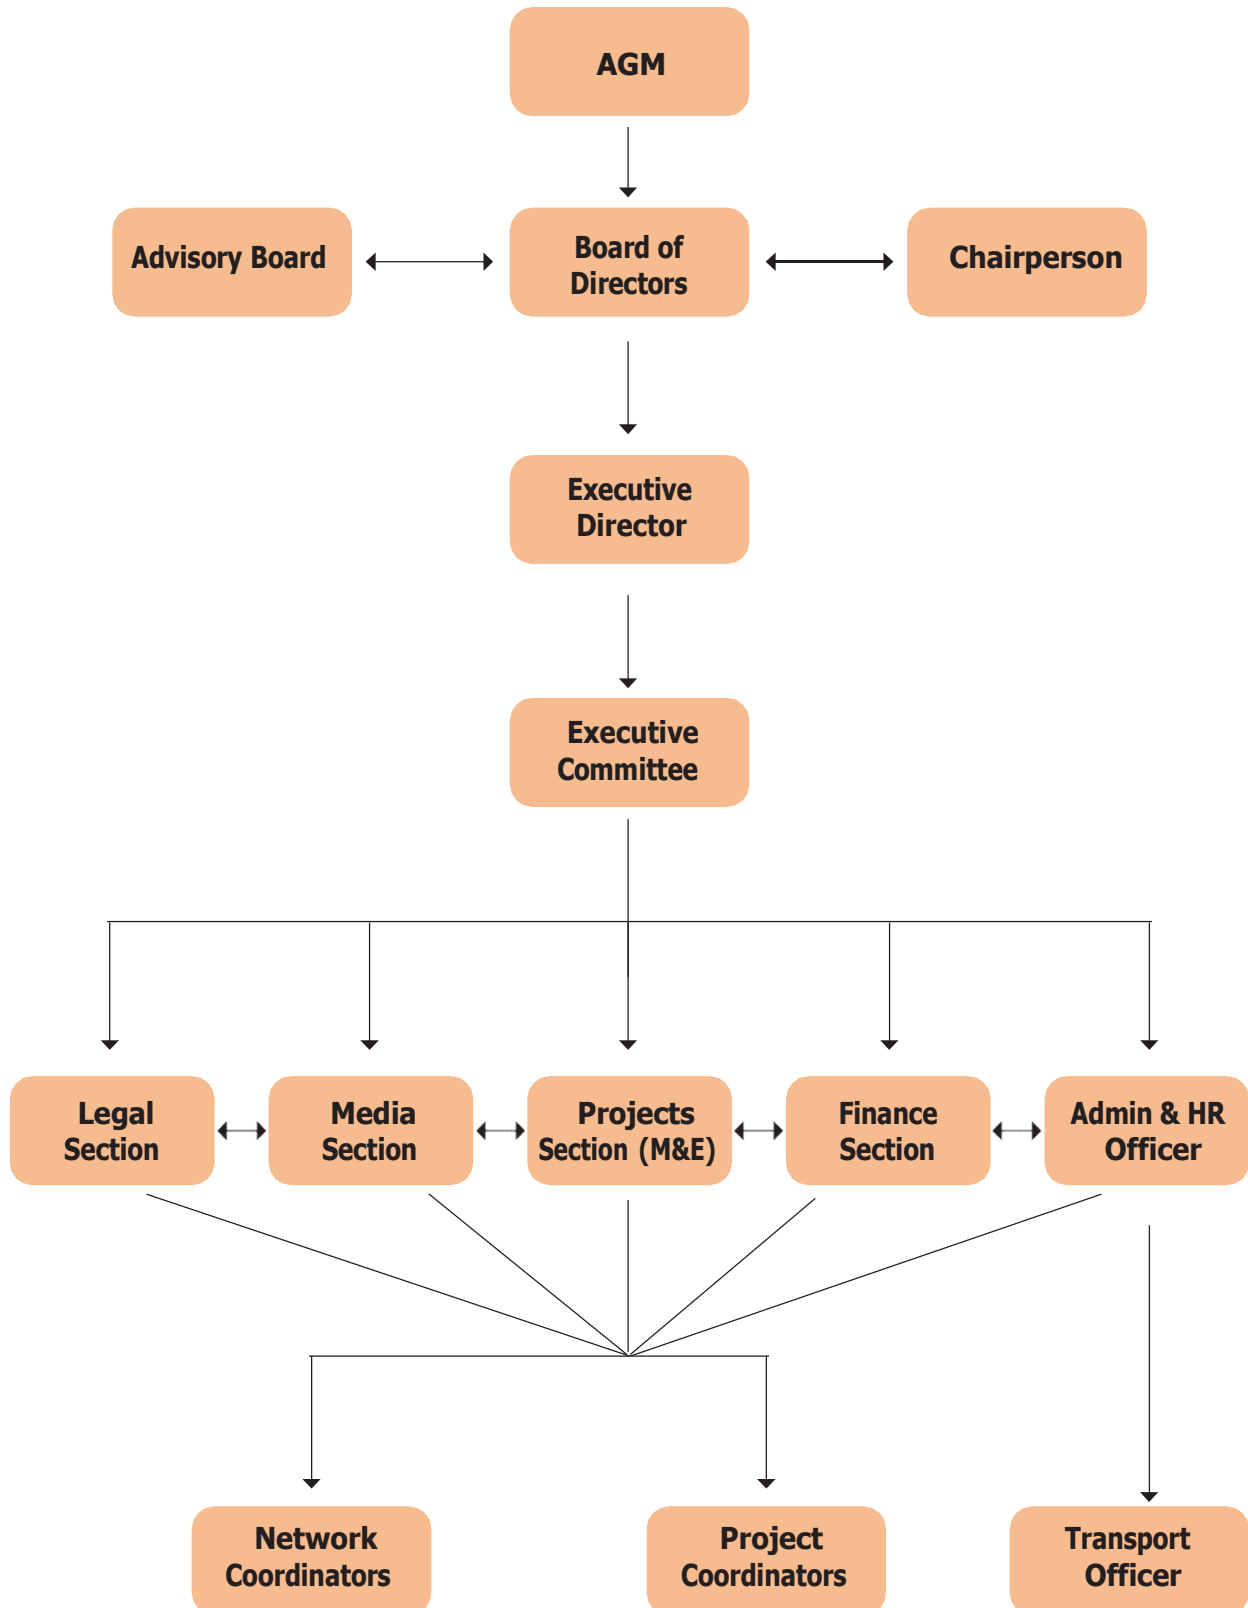 AGM
Advisory Board
Board of
Directors
Chairperson
Executive
Director
Executive
Committee
Legal
Section
Media
Section
Projects
Section (M&E)
Finance
Section
Admin & HR
Officer
Network
Coordinators
Project
Coordinators
Transport
Officer